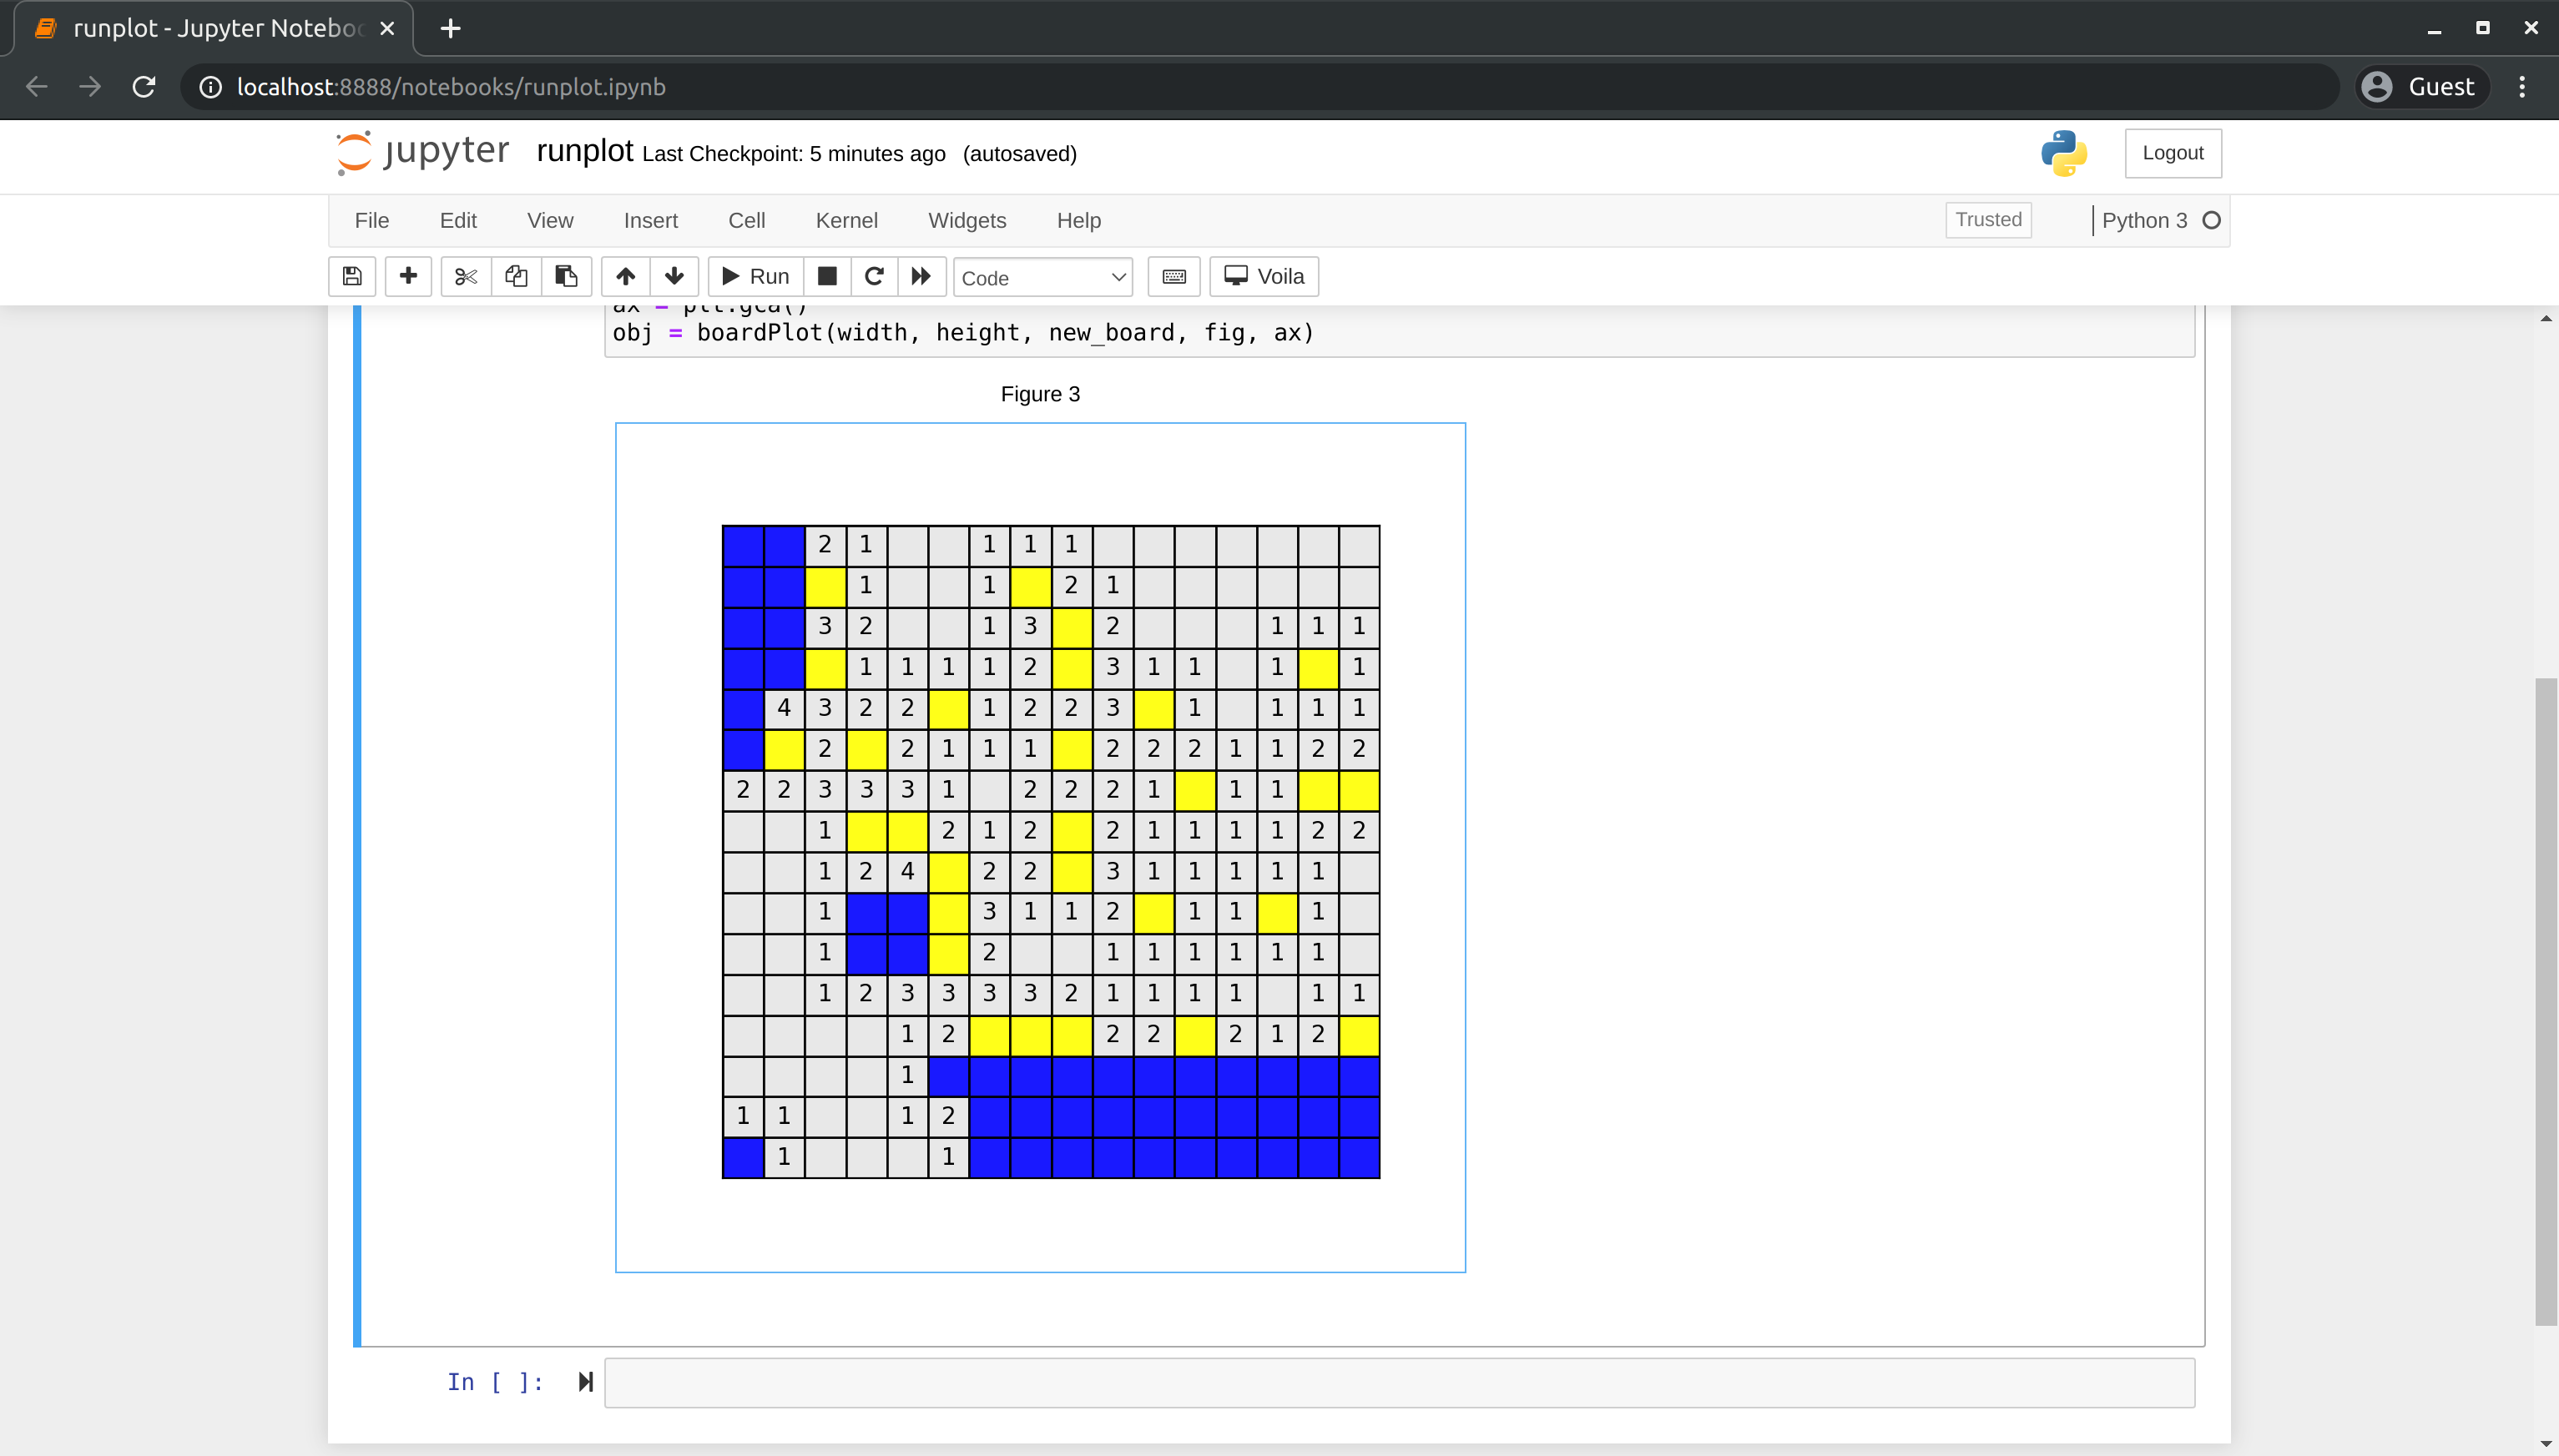 runplot - Jupyter Noteboo
localhost:8888/notebooks/runplot.ipynb
Guest
jupyter runplot Last Checkpoint: 5 minutes ago (autosaved)
Logout
File Edit View Insert Cell Kernel Widgets Help Trusted Python 3
Run Code Voila
ax = plt.gca()
obj = boardPlot(width, height, new_board, fig, ax)
Figure 3
2 1 1 1 1
1 1 2 1
3 2 1 3 2 1 1 1
1 1 1 1 2 3 1 1 1 1
4 3 2 2 1 2 2 3 1 1 1 1
2 2 1 1 1 2 2 2 1 1 2 2
2 2 3 3 3 1 2 2 2 1 1 1
1 2 1 2 2 1 1 1 1 2 2
1 2 4 2 2 3 1 1 1 1 1
1 3 1 1 2 1 1 1
1 2 1 1 1 1 1 1
1 2 3 3 3 3 2 1 1 1 1 1 1
1 2 2 2 2 1 2
1
1 1 1 2
1 1
In [ ]: